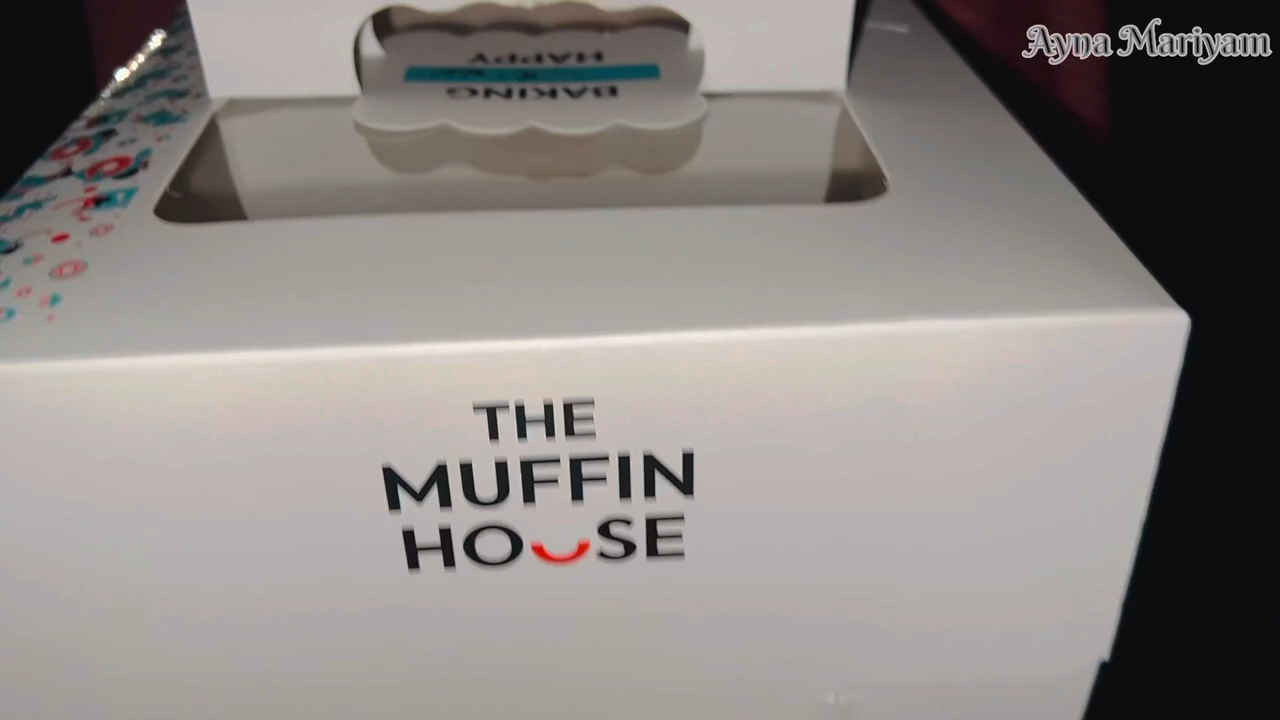 Ayna Mariyam
BAKING
HAPPY
THE
MUFFIN
HOUSE